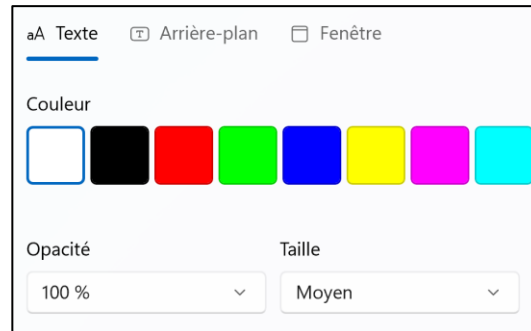 aA Texte T Arrière-plan Fenêtre
Couleur
Opacité Taille
100 % Moyen